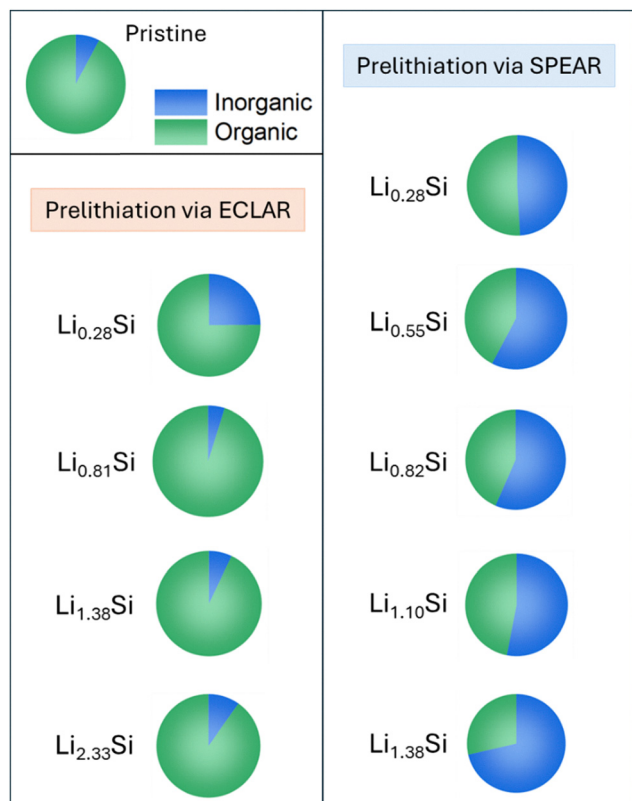 Pristine
Inorganic
Organic
Prelithiation via ECLAR
Li₀.₂₈Si
Li₀.₈₁Si
Li₁.₃₈Si
Li₂.₃₃Si
Prelithiation via SPEAR
Li₀.₂₈Si
Li₀.₅₅Si
Li₀.₈₂Si
Li₁.₁₀Si
Li₁.₃₈Si